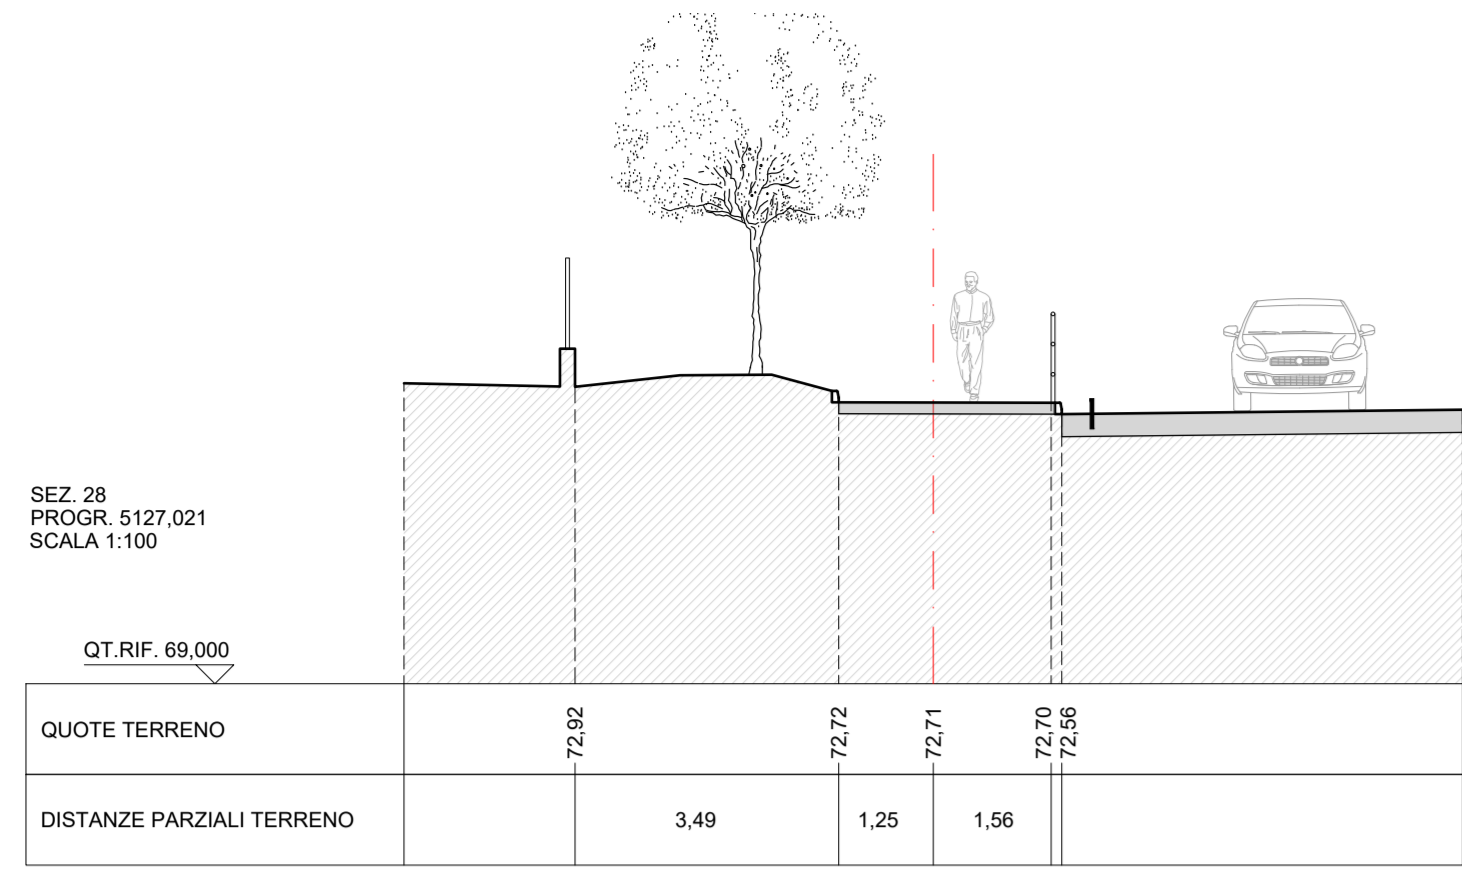 SEZ. 28
PROGR. 5127,021
SCALA 1:100
QT.RIF. 69,000
QUOTE TERRENO
72,92
72,72
72,71
72,70
72,56
DISTANZE PARZIALI TERRENO
3,49
1,25
1,56